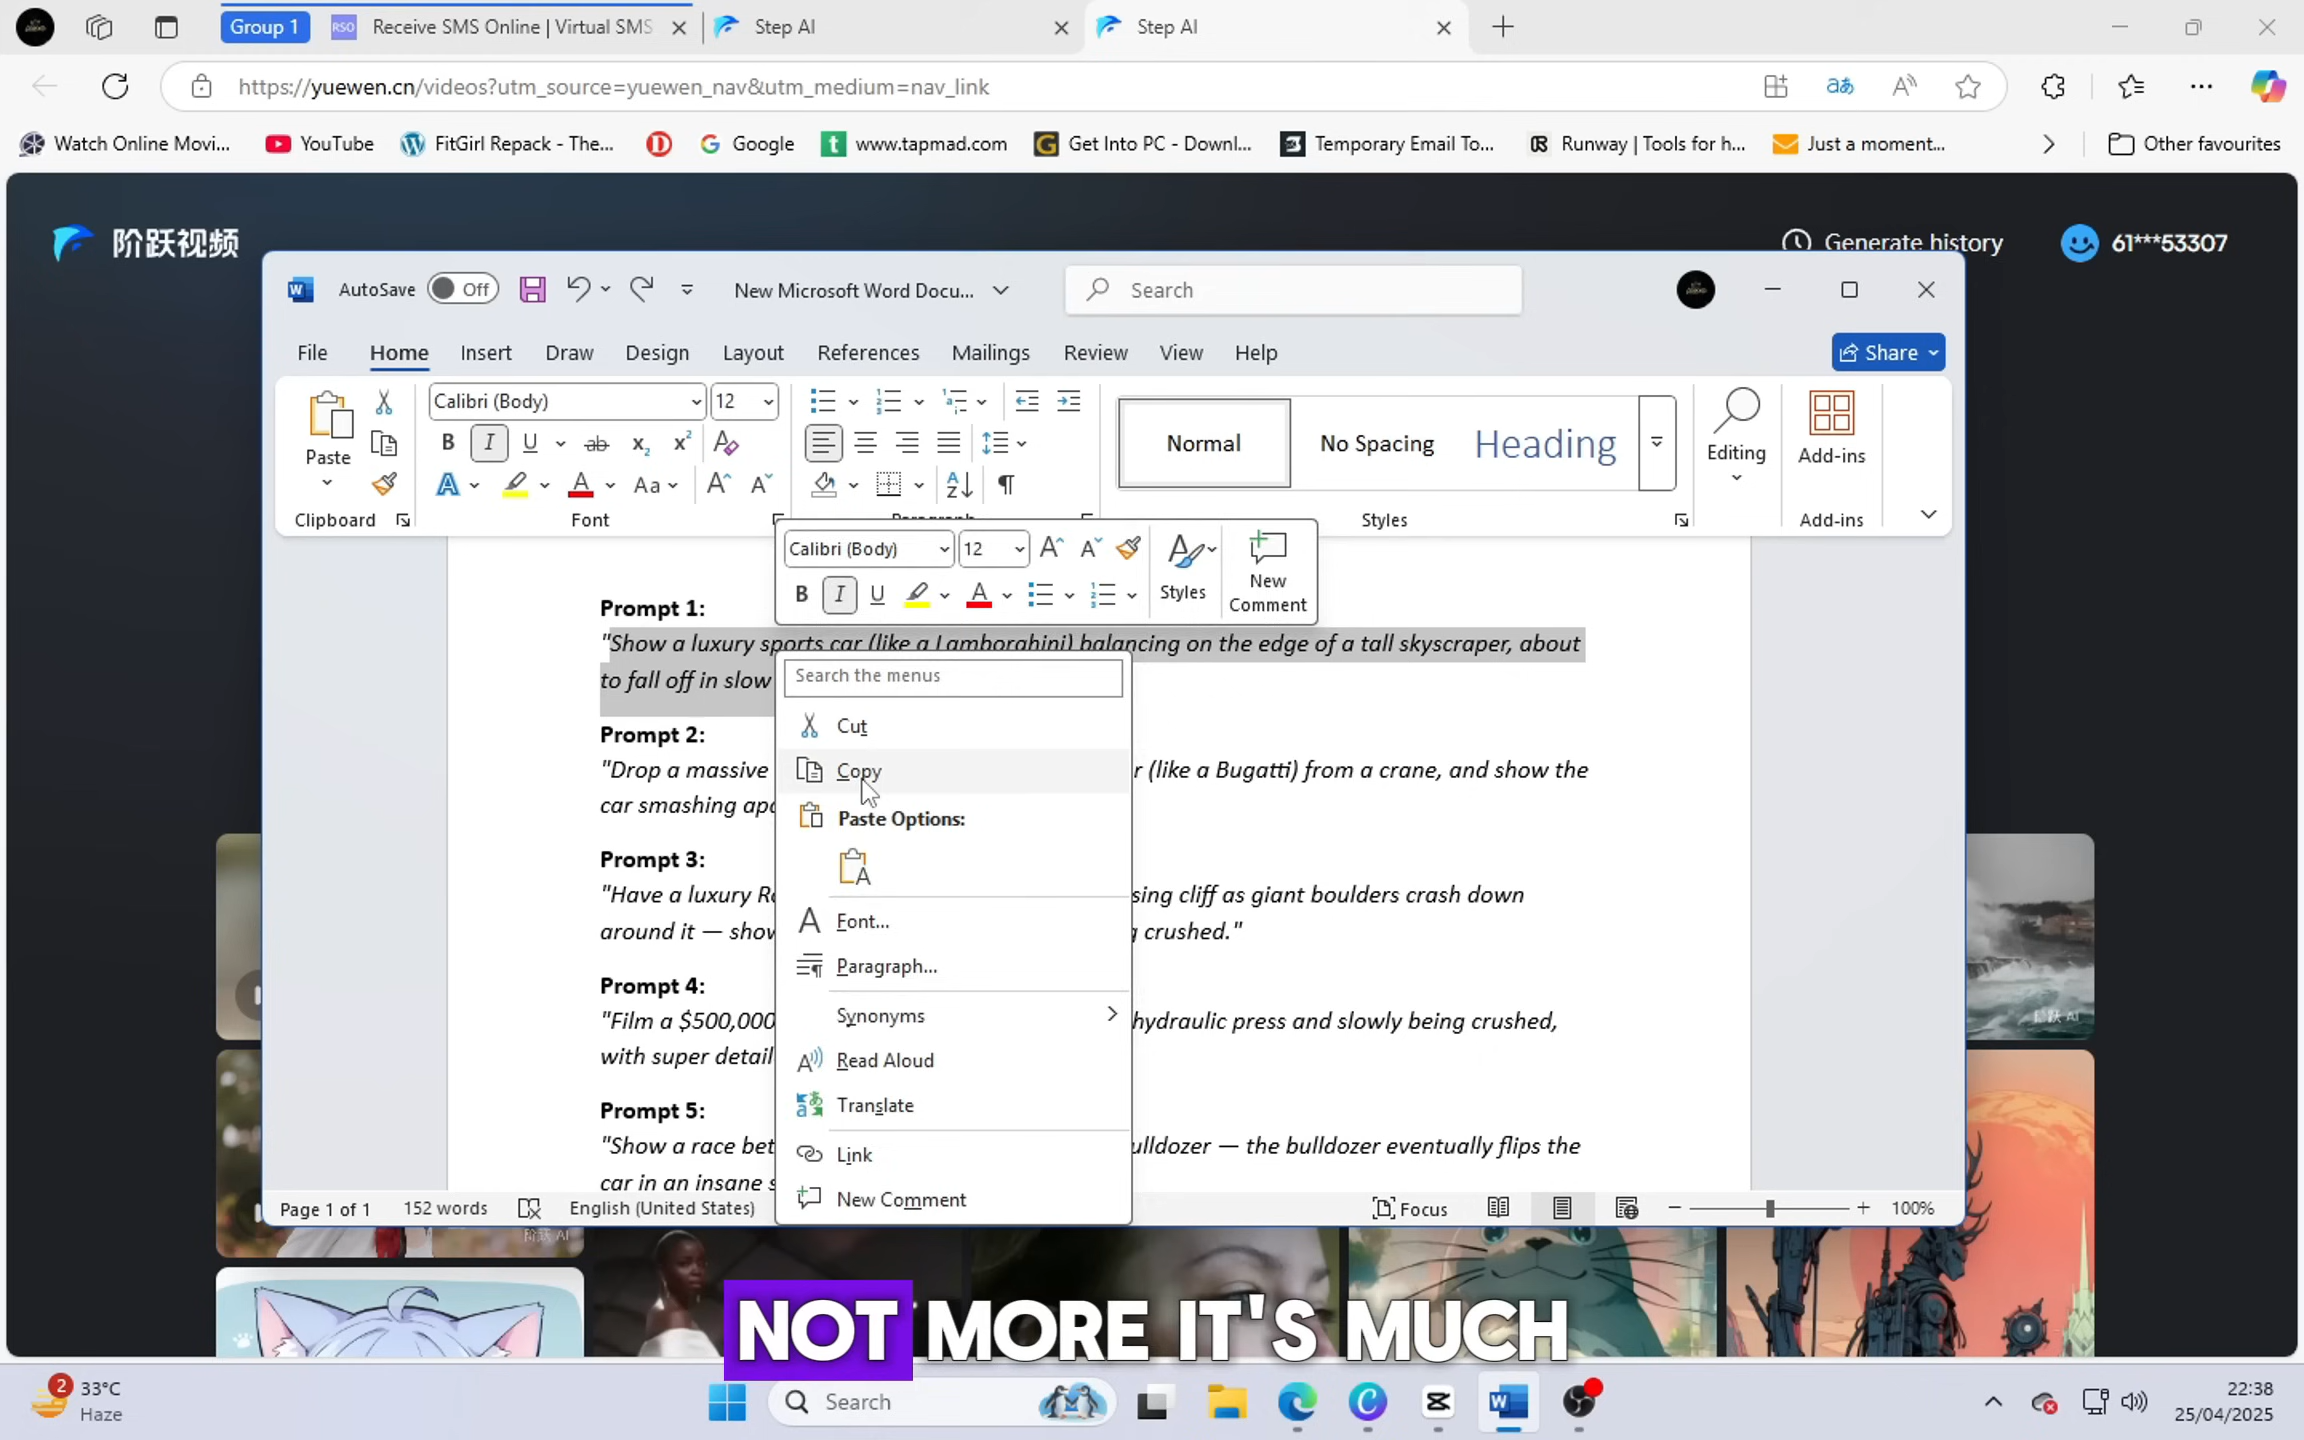 Group 1
RSO
Receive SMS Online | Virtual SMS
Step AI
Step AI
https://yuewen.cn/videos?utm_source=yuewen_nav&utm_medium=nav_link
Watch Online Movi...
YouTube
FitGirl Repack - The...
Google
www.tapmad.com
Get Into PC - Downl...
Temporary Email To...
Runway | Tools for h...
Just a moment...
Other favourites
阶跃视频
Generate history
61***53307
AutoSave
Off
New Microsoft Word Docu...
Search
File
Home
Insert
Draw
Design
Layout
References
Mailings
Review
View
Help
Share
Paste
Calibri (Body)
12
Normal
No Spacing
Heading
Editing
Add-ins
Clipboard
Font
Paragraph
Styles
Add-ins
Calibri (Body)
12
Styles
New
Comment
Prompt 1:
"Show a luxury sports car (like a Lamborghini) balancing on the edge of a tall skyscraper, about
to fall off in slow
Search the menus
Cut
Prompt 2:
"Drop a massive
r (like a Bugatti) from a crane, and show the
Copy
car smashing apa
Paste Options:
Prompt 3:
"Have a luxury Ro
sing cliff as giant boulders crash down
Font...
around it — show
g crushed."
Paragraph...
Prompt 4:
"Film a $500,000
hydraulic press and slowly being crushed,
Synonyms
with super detail
Read Aloud
Translate
Prompt 5:
"Show a race bet
ulldozer — the bulldozer eventually flips the
Link
car in an insane s
New Comment
Page 1 of 1
152 words
English (United States)
Focus
100%
阶跃 AI
阶跃 AI
NOT MORE IT'S MUCH
2
33°C
Haze
Search
22:38
25/04/2025